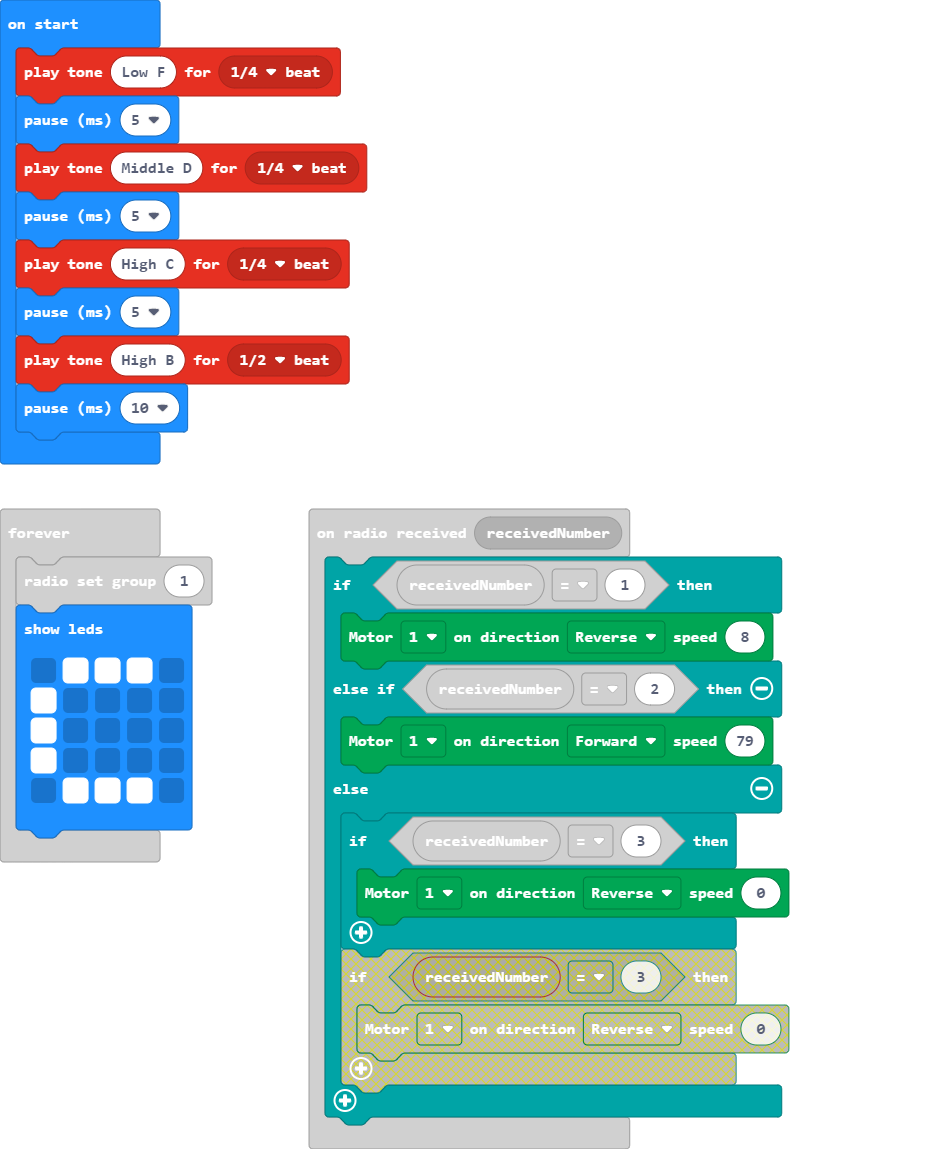 on start
play tone Low F for 1/4 beat
pause (ms) 5
play tone Middle D for 1/4 beat
pause (ms) 5
play tone High C for 1/4 beat
pause (ms) 5
play tone High B for 1/2 beat
pause (ms) 10
forever
radio set group 1
show leds
on radio received receivedNumber
if receivedNumber = 1 then
Motor 1 on direction Reverse speed 8
else if receivedNumber = 2 then
Motor 1 on direction Forward speed 79
else
if receivedNumber = 3 then
Motor 1 on direction Reverse speed 0
if receivedNumber = 3 then
Motor 1 on direction Reverse speed 0